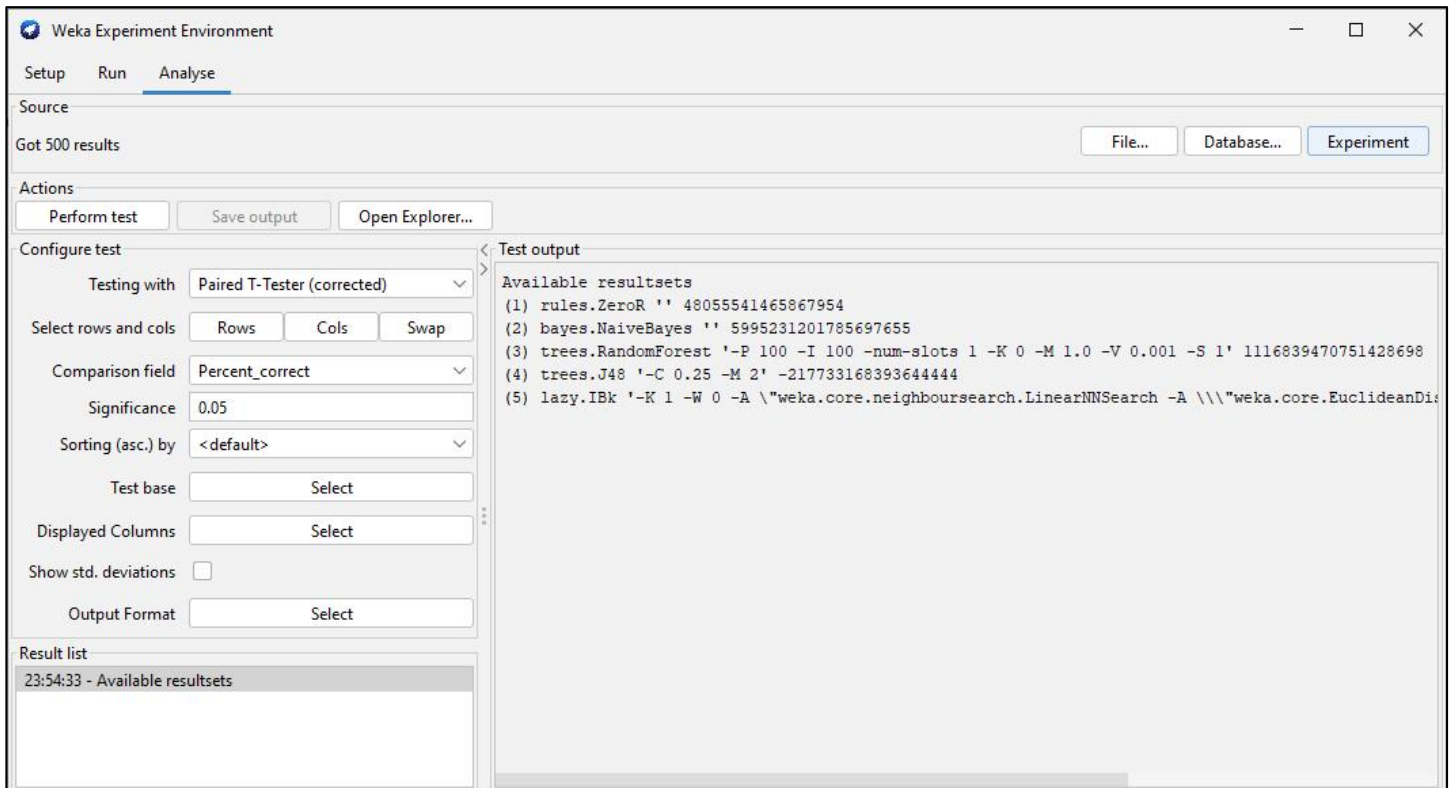 Weka Experiment Environment
Setup Run Analyse
Source
Got 500 results File... Database... Experiment
Actions
Perform test Save output Open Explorer...
Configure test
Testing with Paired T-Tester (corrected)
Select rows and cols Rows Cols Swap
Comparison field Percent_correct
Significance 0.05
Sorting (asc.) by <default>
Test base Select
Displayed Columns Select
Show std. deviations
Output Format Select
Result list
23:54:33 - Available resultsets
Test output
Available resultsets
(1) rules.ZeroR '' 48055541465867954
(2) bayes.NaiveBayes '' 5995231201785697655
(3) trees.RandomForest '-P 100 -I 100 -num-slots 1 -K 0 -M 1.0 -V 0.001 -S 1' 1116839470751428698
(4) trees.J48 '-C 0.25 -M 2' -217733168393644444
(5) lazy.IBk '-K 1 -W 0 -A \"weka.core.neighboursearch.LinearNNSearch -A \\\"weka.core.EuclideanDis